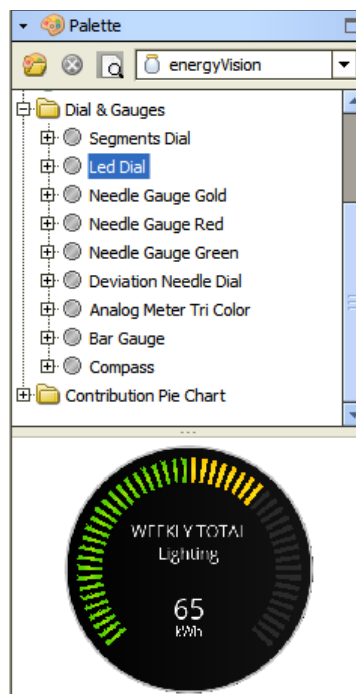 Palette
energyVision
Dial & Gauges
Segments Dial
Led Dial
Needle Gauge Gold
Needle Gauge Red
Needle Gauge Green
Deviation Needle Dial
Analog Meter Tri Color
Bar Gauge
Compass
Contribution Pie Chart
WEEKLY TOTAL
Lighting
65
kWh